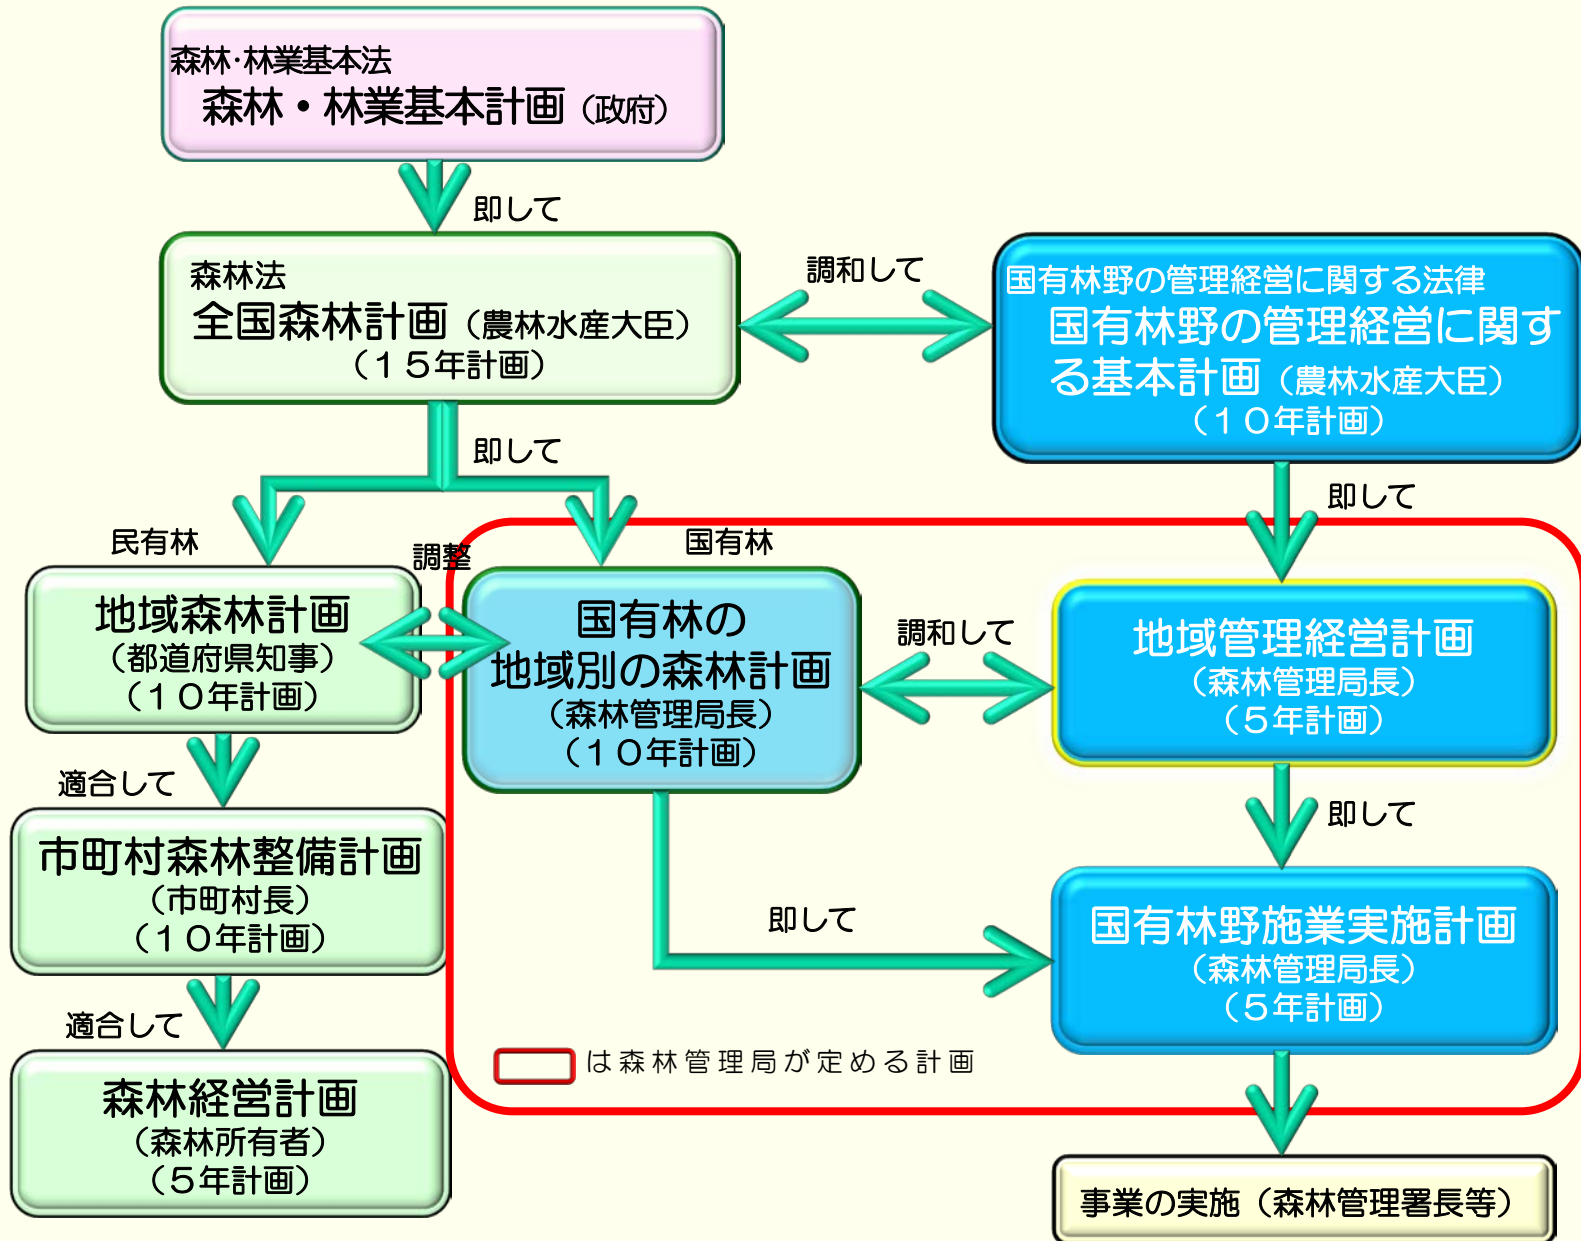 森林･林業基本法
森林・林業基本計画（政府）
即して
森林法
全国森林計画（農林水産大臣）
（１５年計画）
調和して
国有林野の管理経営に関する法律
国有林野の管理経営に関す
る基本計画（農林水産大臣）
（１０年計画）
即して
即して
民有林
調整
国有林
地域森林計画
（都道府県知事）
（１０年計画）
国有林の
地域別の森林計画
（森林管理局長）
（１０年計画）
調和して
地域管理経営計画
（森林管理局長）
（５年計画）
適合して
即して
市町村森林整備計画
（市町村長）
（１０年計画）
即して
国有林野施業実施計画
（森林管理局長）
（５年計画）
適合して
は森林管理局が定める計画
森林経営計画
（森林所有者）
（５年計画）
事業の実施（森林管理署長等）